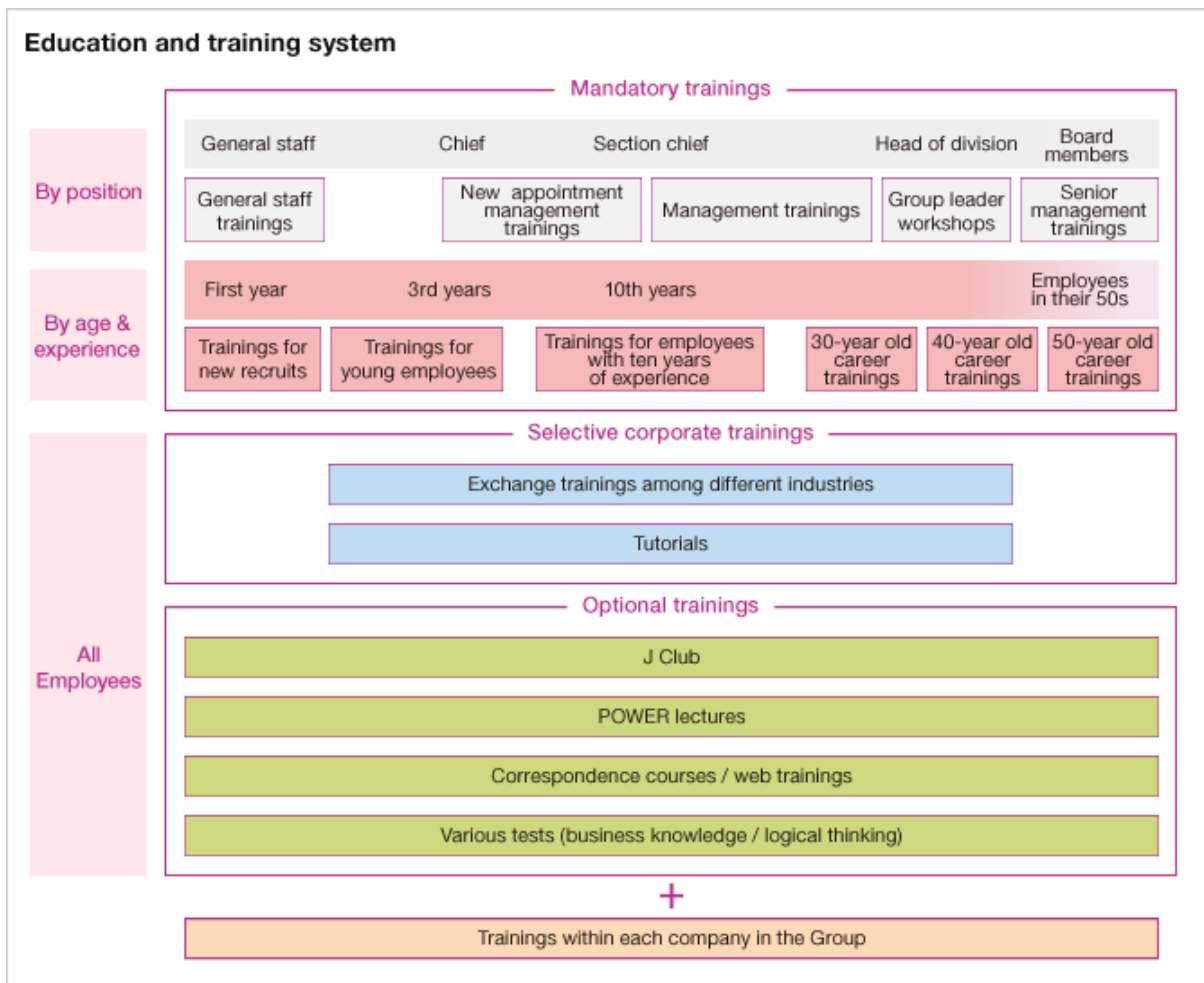 Education and training system
Mandatory trainings
By position
General staff
Chief
Section chief
Head of division
Board
members
General staff
trainings
New appointment
management
trainings
Management trainings
Group leader
workshops
Senior
management
trainings
By age &
experience
First year
3rd years
10th years
Employees
in their 50s
Trainings for
new recruits
Trainings for
young employees
Trainings for employees
with ten years
of experience
30-year old
career
trainings
40-year old
career
trainings
50-year old
career
trainings
All
Employees
Selective corporate trainings
Exchange trainings among different industries
Tutorials
Optional trainings
J Club
POWER lectures
Correspondence courses / web trainings
Various tests (business knowledge / logical thinking)
+
Trainings within each company in the Group